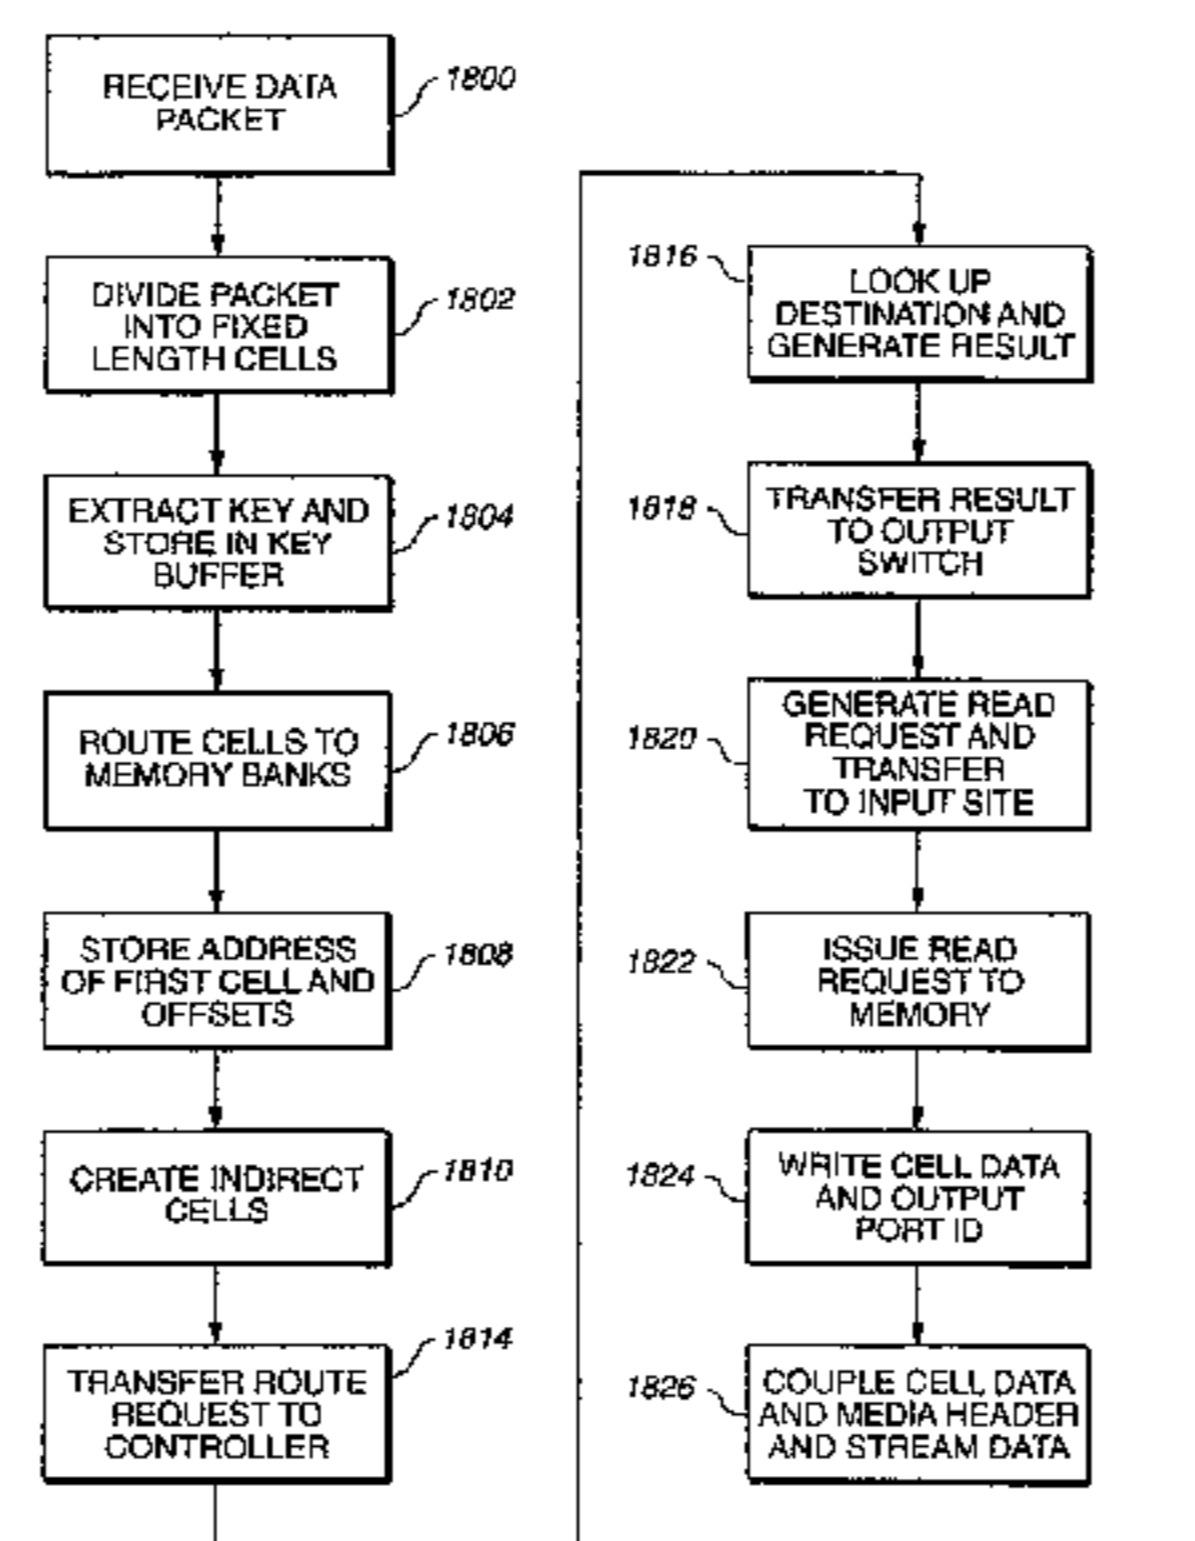 RECEIVE DATA
PACKET
1800
DIVIDE PACKET
INTO FIXED
LENGTH CELLS
1802
EXTRACT KEY AND
STORE IN KEY
BUFFER
1804
ROUTE CELLS TO
MEMORY BANKS
1806
STORE ADDRESS
OF FIRST CELL AND
OFFSETS
1808
CREATE INDIRECT
CELLS
1810
TRANSFER ROUTE
REQUEST TO
CONTROLLER
1814
1816
LOOK UP
DESTINATION AND
GENERATE RESULT
1818
TRANSFER RESULT
TO OUTPUT
SWITCH
1820
GENERATE READ
REQUEST AND
TRANSFER
TO INPUT SITE
1822
ISSUE READ
REQUEST TO
MEMORY
1824
WRITE CELL DATA
AND OUTPUT
PORT ID
1826
COUPLE CELL DATA
AND MEDIA HEADER
AND STREAM DATA